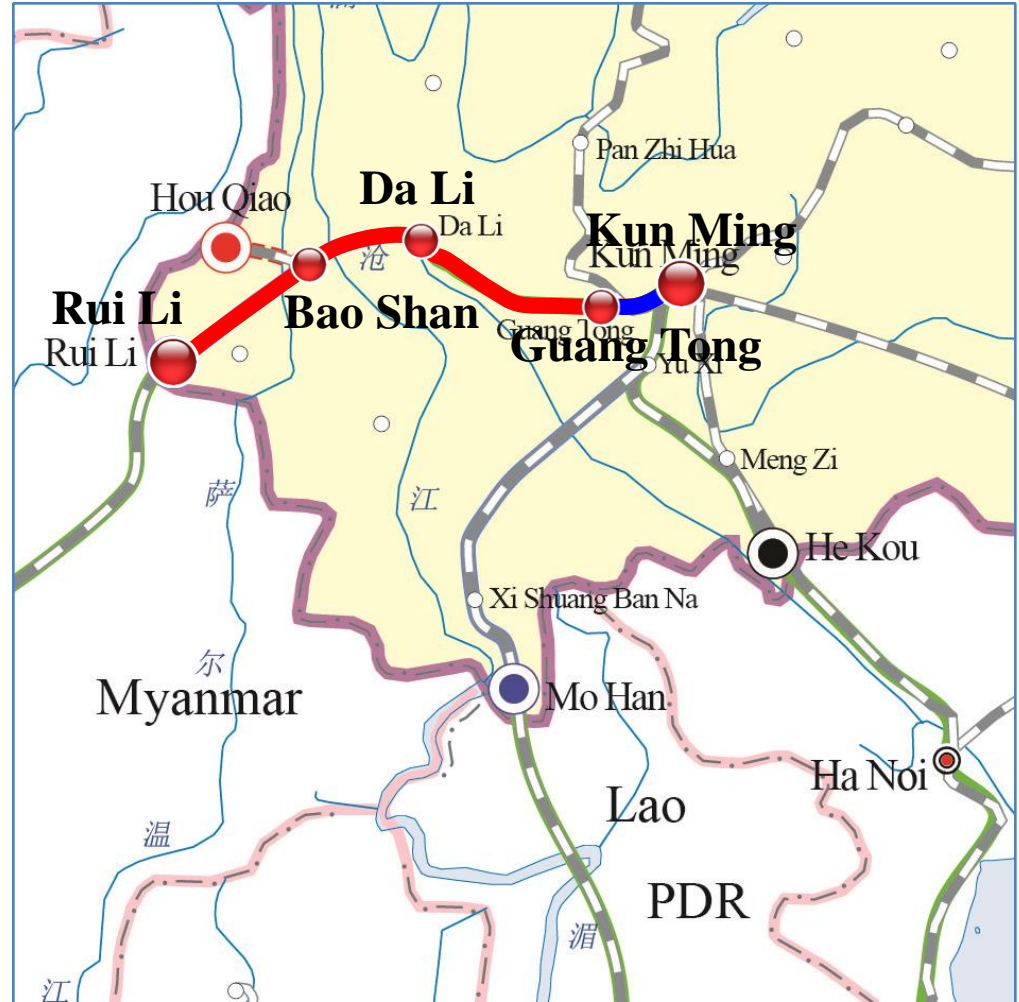 Pan Zhi Hua
Hou Qiao
Da Li
Da Li
沧
Kun Ming
Kun Ming
Rui Li
Rui Li
Bao Shan
Guang Tong
Guang Tong
Yu Xi
Meng Zi
萨
江
He Kou
Xi Shuang Ban Na
尔
Myanmar
Mo Han
Ha Noi
Lao
温
PDR
湄
江